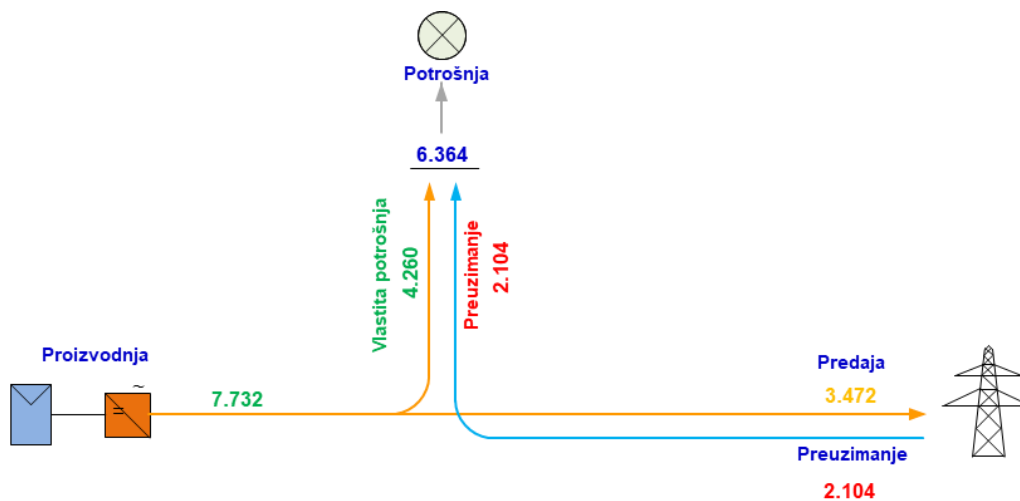 Potrošnja
6.364
Vlastita potrošnja
4.260
Preuzimanje
2.104
Proizvodnja
~
=
7.732
Predaja
3.472
Preuzimanje
2.104